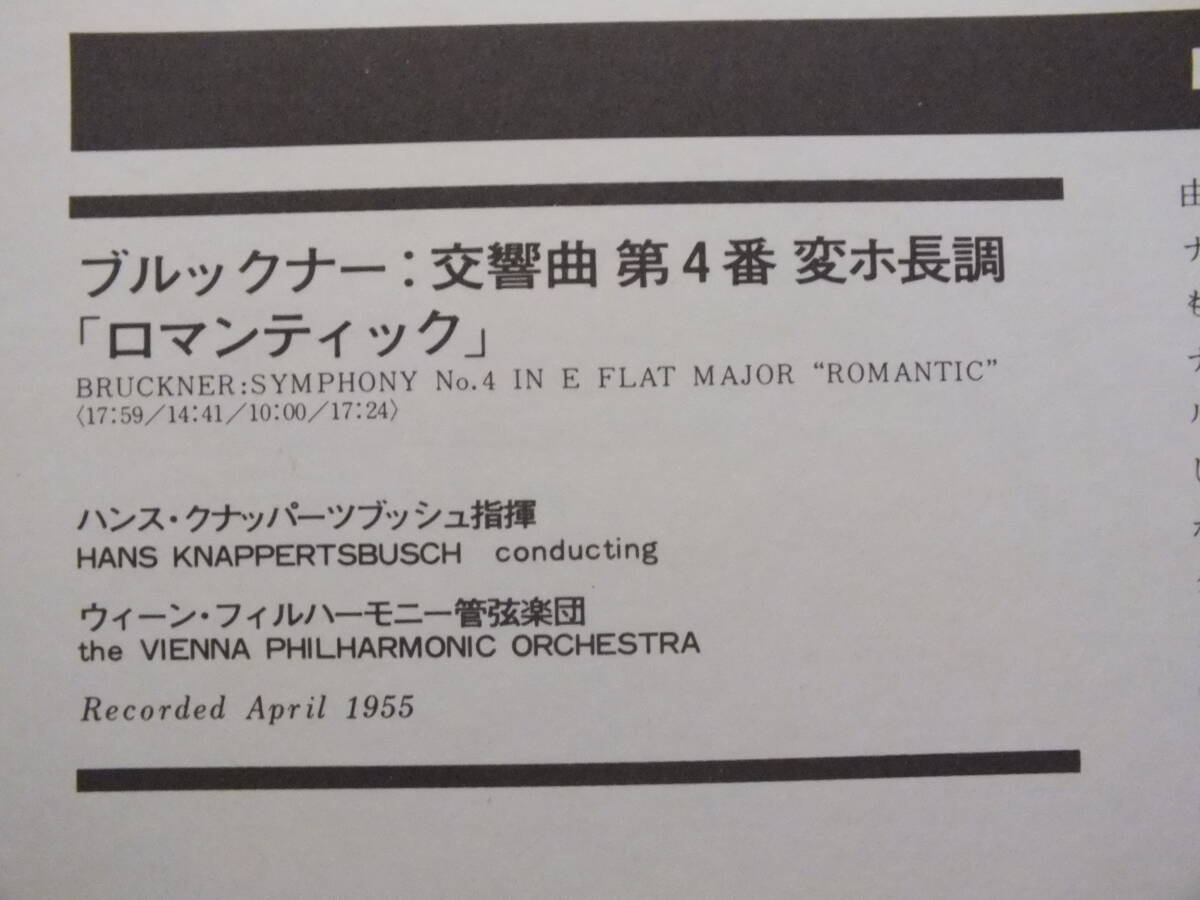 ブルックナー：交響曲 第4番 変ホ長調
「ロマンティック」
BRUCKNER:SYMPHONY No.4 IN E FLAT MAJOR “ROMANTIC”
〈17:59／14:41／10:00／17:24〉
ハンス・クナッパーツブッシュ指揮
HANS KNAPPERTSBUSCH conducting
ウィーン・フィルハーモニー管弦楽団
the VIENNA PHILHARMONIC ORCHESTRA
Recorded April 1955